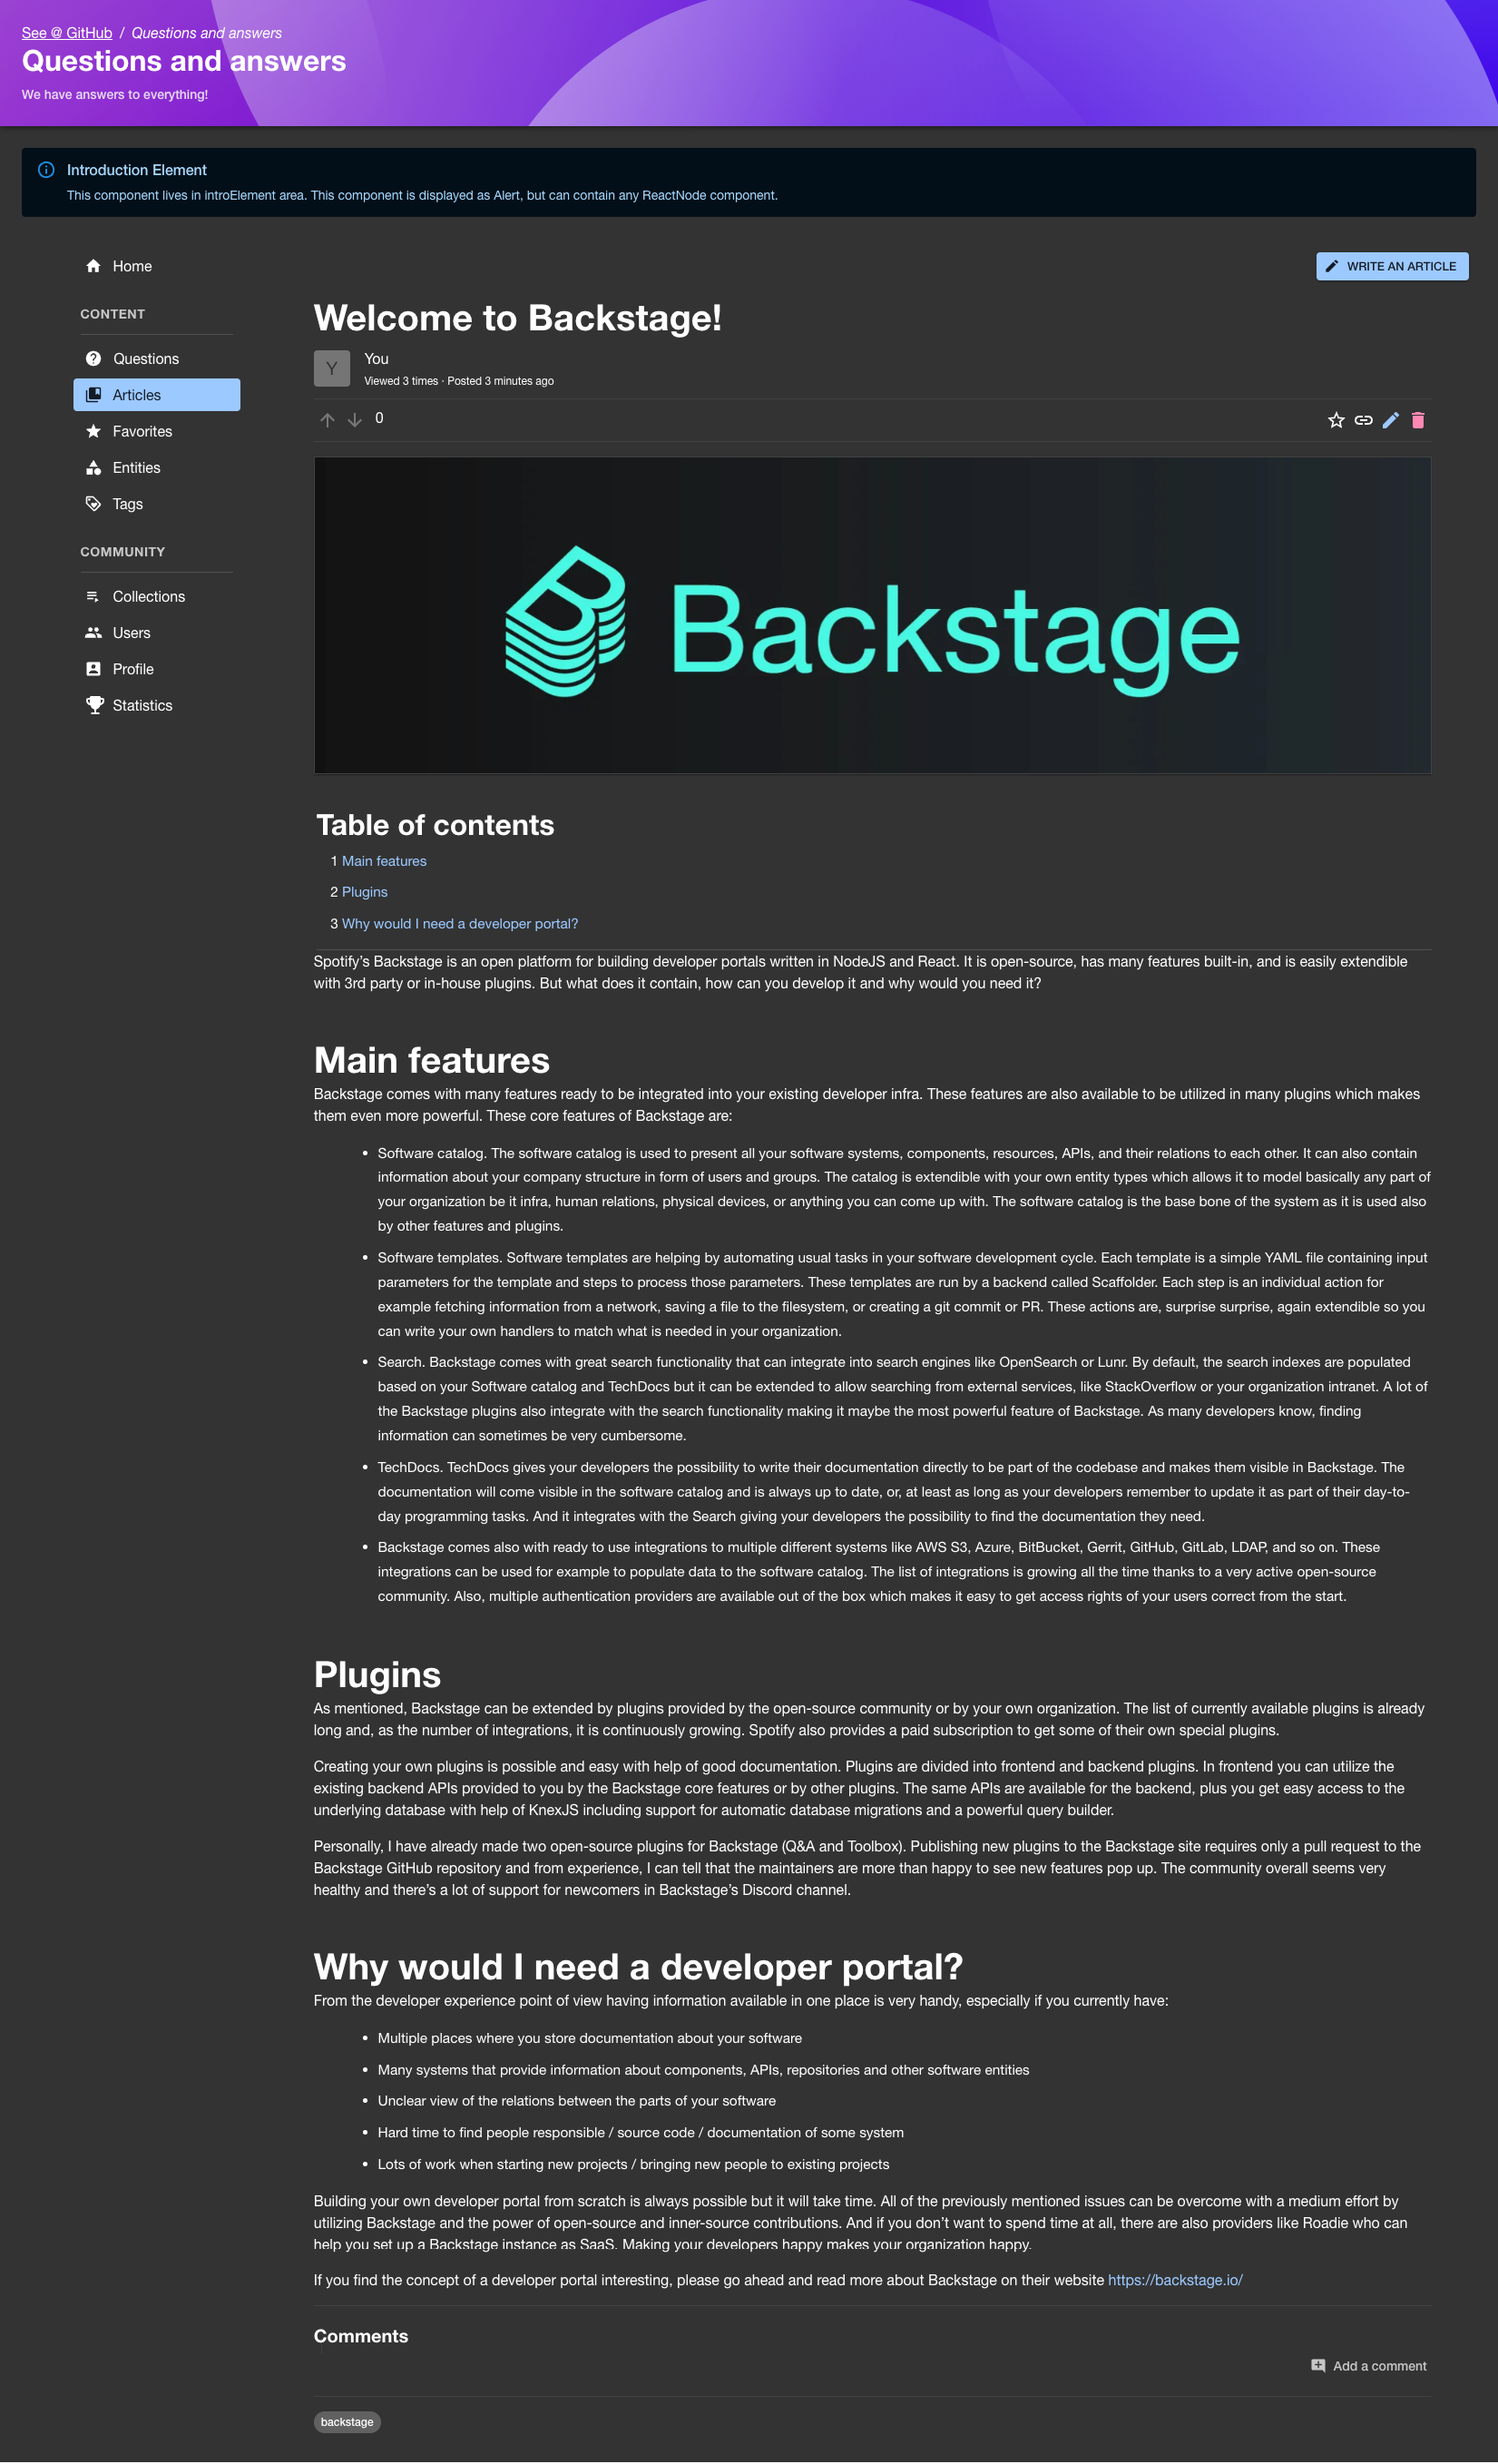 See @ GitHub / Questions and answers
Questions and answers
We have answers to everything!
Introduction Element
This component lives in introElement area. This component is displayed as Alert, but can contain any ReactNode component.
Home
CONTENT
Questions
Articles
Favorites
Entities
Tags
COMMUNITY
Collections
Users
Profile
Statistics
WRITE AN ARTICLE
Welcome to Backstage!
Y
You
Viewed 3 times · Posted 3 minutes ago
0
Backstage
Table of contents
1 Main features
2 Plugins
3 Why would I need a developer portal?
Spotify’s Backstage is an open platform for building developer portals written in NodeJS and React. It is open-source, has many features built-in, and is easily extendible
with 3rd party or in-house plugins. But what does it contain, how can you develop it and why would you need it?
Main features
Backstage comes with many features ready to be integrated into your existing developer infra. These features are also available to be utilized in many plugins which makes
them even more powerful. These core features of Backstage are:
• Software catalog. The software catalog is used to present all your software systems, components, resources, APIs, and their relations to each other. It can also contain
information about your company structure in form of users and groups. The catalog is extendible with your own entity types which allows it to model basically any part of
your organization be it infra, human relations, physical devices, or anything you can come up with. The software catalog is the base bone of the system as it is used also
by other features and plugins.
• Software templates. Software templates are helping by automating usual tasks in your software development cycle. Each template is a simple YAML file containing input
parameters for the template and steps to process those parameters. These templates are run by a backend called Scaffolder. Each step is an individual action for
example fetching information from a network, saving a file to the filesystem, or creating a git commit or PR. These actions are, surprise surprise, again extendible so you
can write your own handlers to match what is needed in your organization.
• Search. Backstage comes with great search functionality that can integrate into search engines like OpenSearch or Lunr. By default, the search indexes are populated
based on your Software catalog and TechDocs but it can be extended to allow searching from external services, like StackOverflow or your organization intranet. A lot of
the Backstage plugins also integrate with the search functionality making it maybe the most powerful feature of Backstage. As many developers know, finding
information can sometimes be very cumbersome.
• TechDocs. TechDocs gives your developers the possibility to write their documentation directly to be part of the codebase and makes them visible in Backstage. The
documentation will come visible in the software catalog and is always up to date, or, at least as long as your developers remember to update it as part of their day-to-
day programming tasks. And it integrates with the Search giving your developers the possibility to find the documentation they need.
• Backstage comes also with ready to use integrations to multiple different systems like AWS S3, Azure, BitBucket, Gerrit, GitHub, GitLab, LDAP, and so on. These
integrations can be used for example to populate data to the software catalog. The list of integrations is growing all the time thanks to a very active open-source
community. Also, multiple authentication providers are available out of the box which makes it easy to get access rights of your users correct from the start.
Plugins
As mentioned, Backstage can be extended by plugins provided by the open-source community or by your own organization. The list of currently available plugins is already
long and, as the number of integrations, it is continuously growing. Spotify also provides a paid subscription to get some of their own special plugins.
Creating your own plugins is possible and easy with help of good documentation. Plugins are divided into frontend and backend plugins. In frontend you can utilize the
existing backend APIs provided to you by the Backstage core features or by other plugins. The same APIs are available for the backend, plus you get easy access to the
underlying database with help of KnexJS including support for automatic database migrations and a powerful query builder.
Personally, I have already made two open-source plugins for Backstage (Q&A and Toolbox). Publishing new plugins to the Backstage site requires only a pull request to the
Backstage GitHub repository and from experience, I can tell that the maintainers are more than happy to see new features pop up. The community overall seems very
healthy and there’s a lot of support for newcomers in Backstage’s Discord channel.
Why would I need a developer portal?
From the developer experience point of view having information available in one place is very handy, especially if you currently have:
• Multiple places where you store documentation about your software
• Many systems that provide information about components, APIs, repositories and other software entities
• Unclear view of the relations between the parts of your software
• Hard time to find people responsible / source code / documentation of some system
• Lots of work when starting new projects / bringing new people to existing projects
Building your own developer portal from scratch is always possible but it will take time. All of the previously mentioned issues can be overcome with a medium effort by
utilizing Backstage and the power of open-source and inner-source contributions. And if you don’t want to spend time at all, there are also providers like Roadie who can
help you set up a Backstage instance as SaaS. Making your developers happy makes your organization happy.
If you find the concept of a developer portal interesting, please go ahead and read more about Backstage on their website https://backstage.io/
Comments
Add a comment
backstage